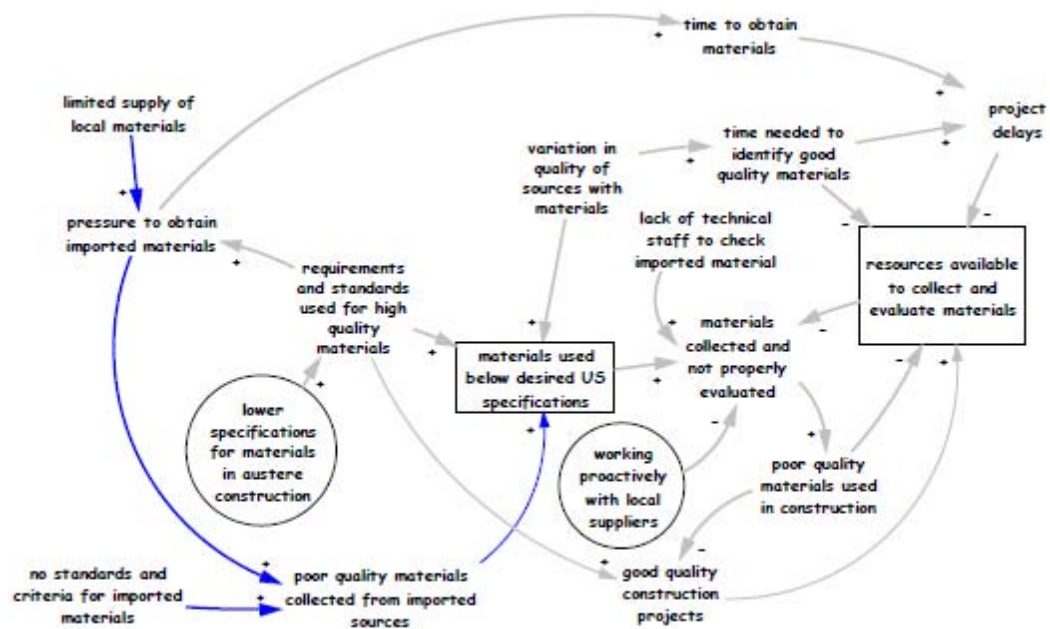 time to obtain
materials
+
+
limited supply of
local materials
project
delays
+
variation in
quality of
sources with
materials
+
time needed to
identify good
quality materials
+
+
pressure to obtain
imported materials
+
lack of technical
staff to check
imported material
-
-
requirements
and standards
used for high
quality
materials
resources available
to collect and
evaluate materials
+
+
materials used
below desired US
specifications
+
+
materials
collected and
not properly
evaluated
+
-
-
+
+
lower
specifications
for materials
in austere
construction
+
-
working
proactively
with local
suppliers
+
poor quality
materials used
in construction
-
no standards and
criteria for imported
materials
+
+
poor quality materials
collected from imported
sources
+
good quality
construction
projects